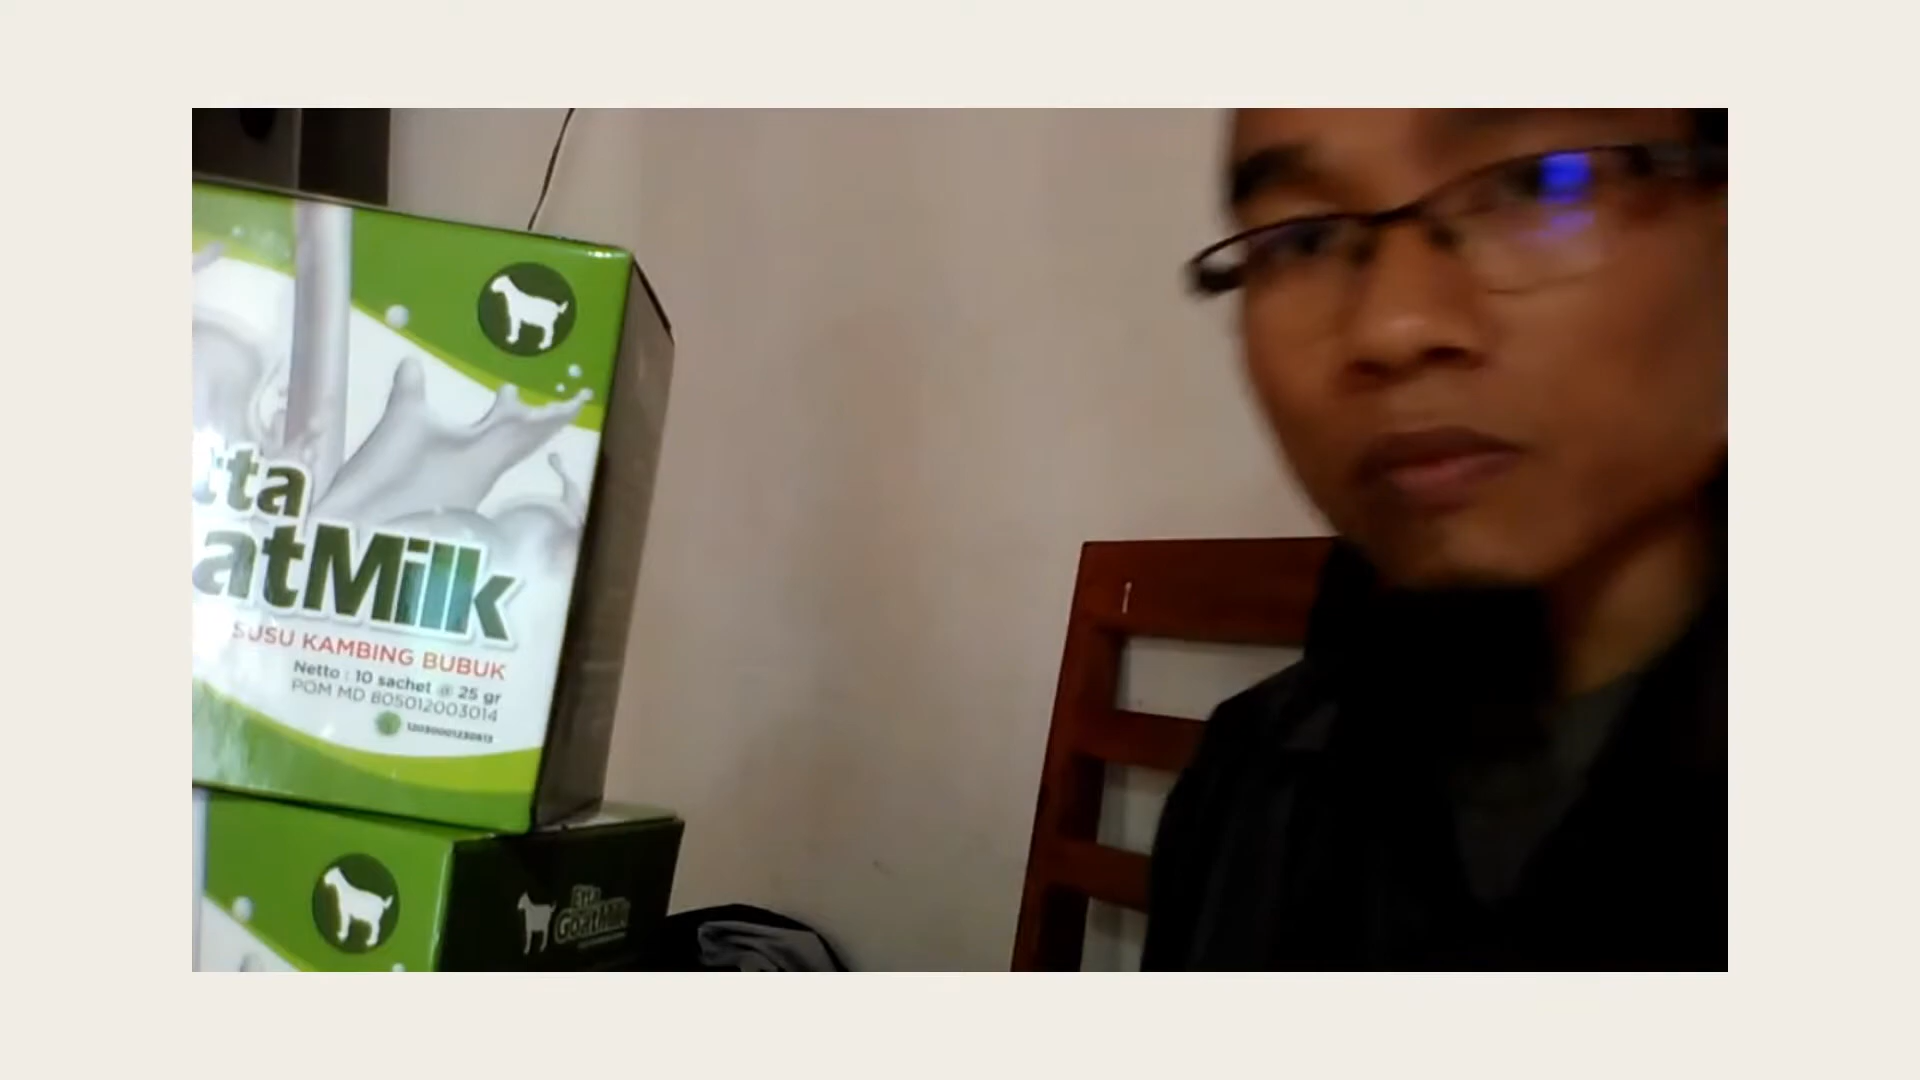 tta
atMilk
SUSU KAMBING BUBUK
Netto : 10 sachet @ 25 gr
POM MD 805012003014
Etta
GoatMilk